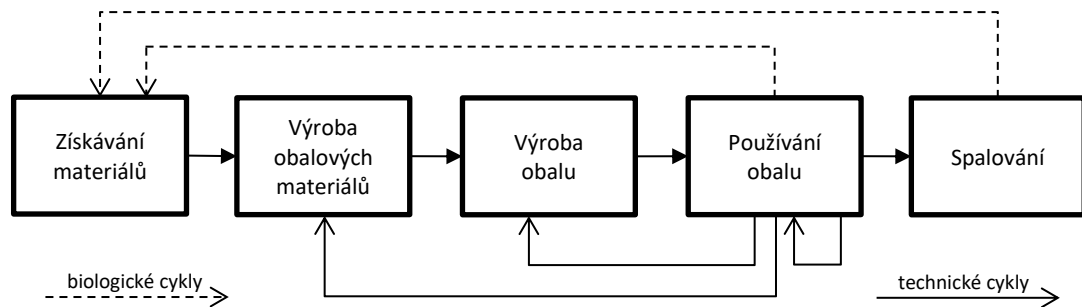 Získávání
materiálů
Výroba
obalových
materiálů
Výroba
obalu
Používání
obalu
Spalování
biologické cykly
technické cykly